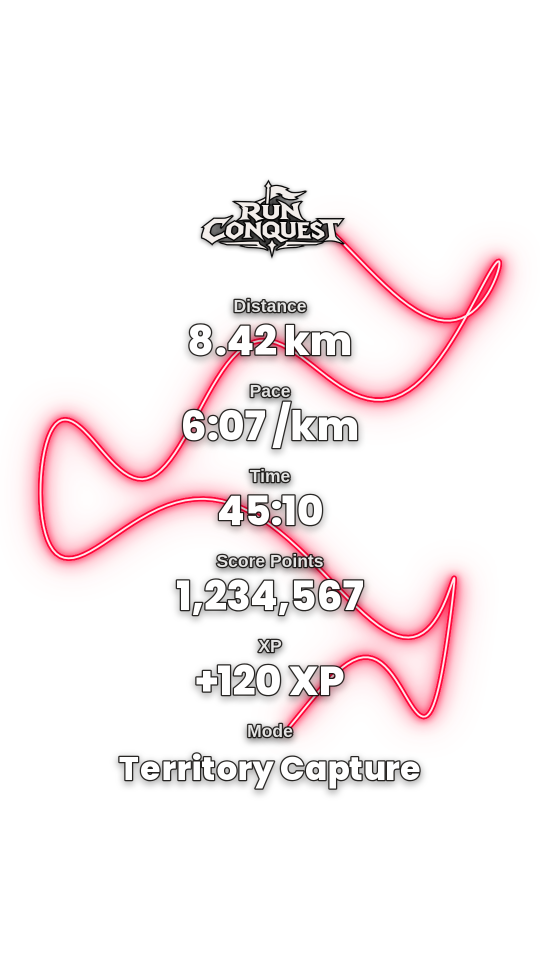 RUN
CONQUEST
Distance
8.42 km
Pace
6:07 /km
Time
45:10
Score Points
1,234,567
XP
+120 XP
Mode
Territory Capture